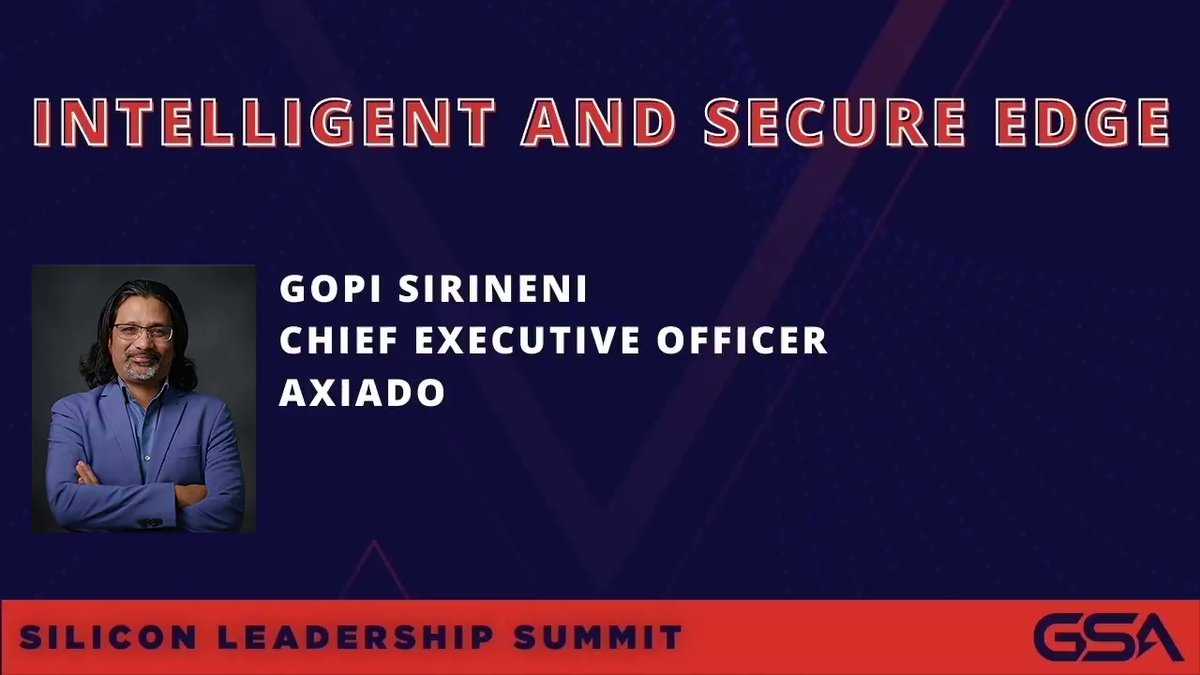 INTELLIGENT AND SECURE EDGE
GOPI SIRINENI
CHIEF EXECUTIVE OFFICER
AXIADO
SILICON LEADERSHIP SUMMIT
GSA